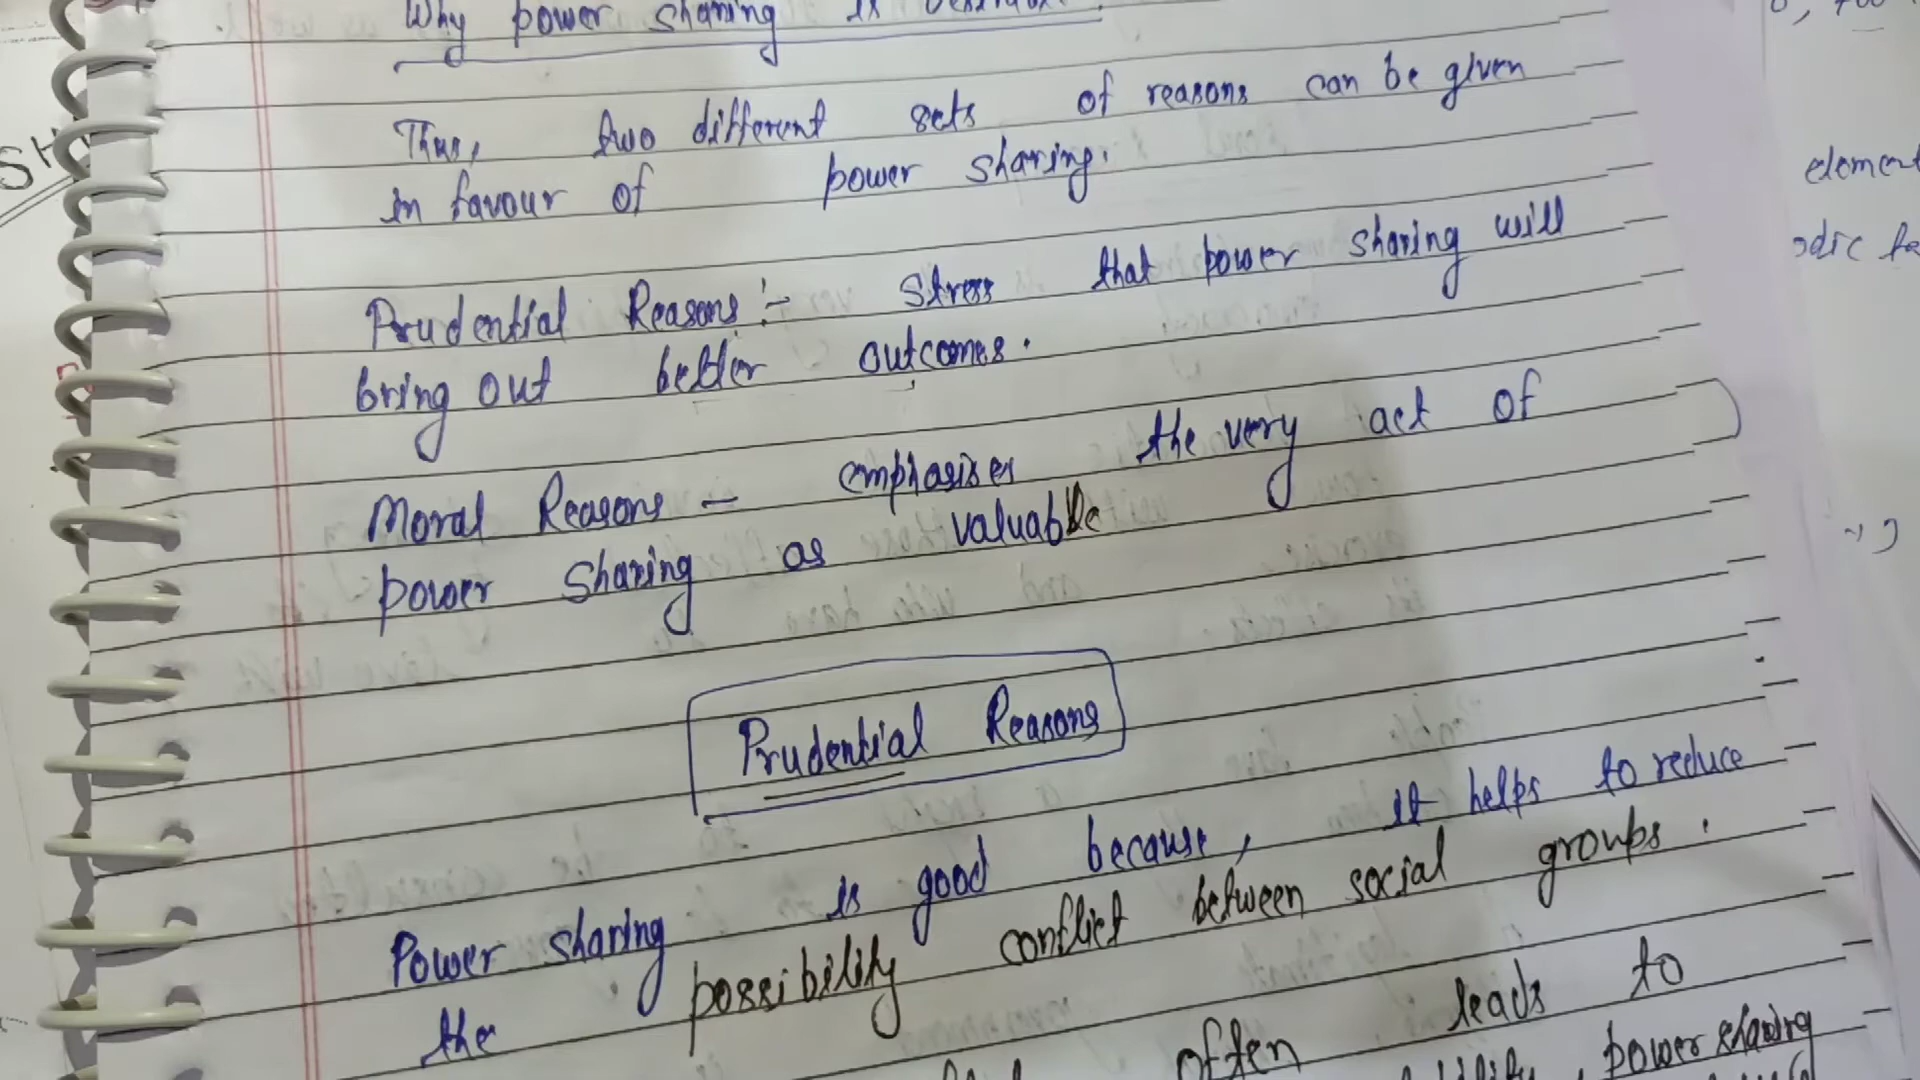 Why power sharing is
Thus, two different sets of reasons can be given
in favour of power sharing.
Prudential Reasons :- Stress that power sharing will
bring out better outcomes.
Moral Reasons - emphasises the very act of
power sharing as valuable
Prudential Reasons
Power sharing is good because, it helps to reduce
the possibility conflict between social groups.
often leads to
power sharing
SH
element